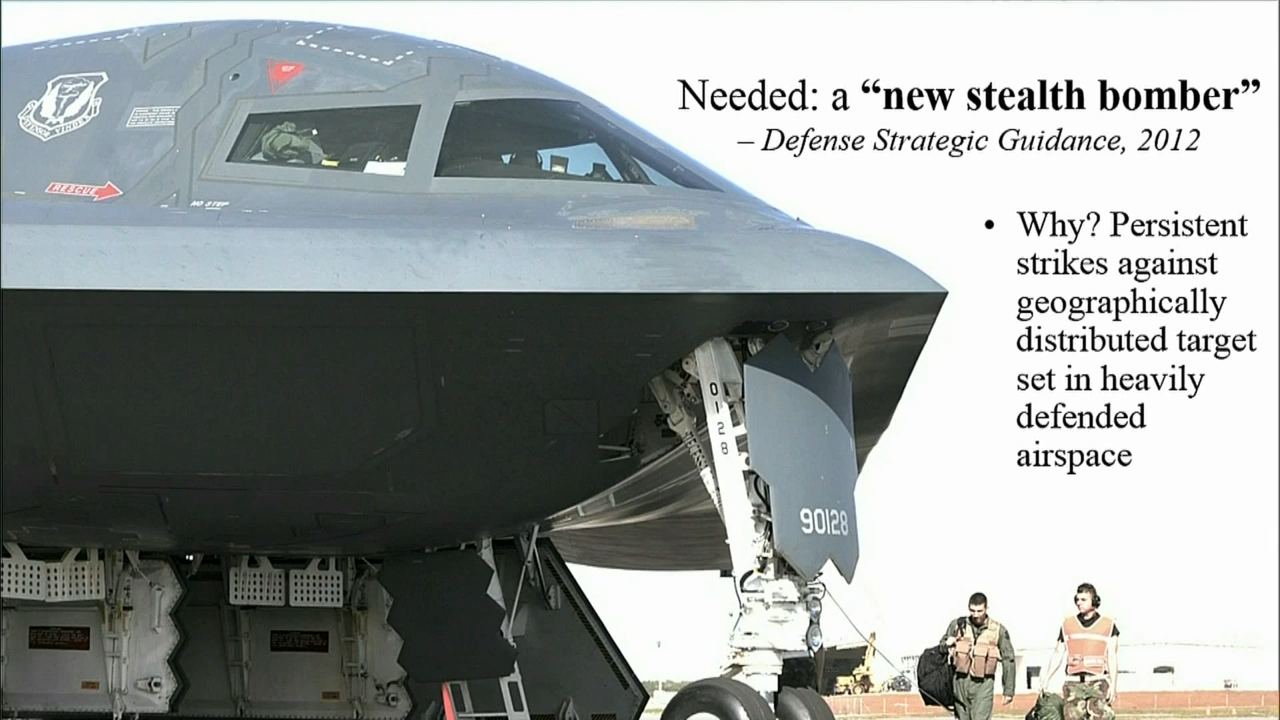 Needed: a “new stealth bomber”
– Defense Strategic Guidance, 2012
• Why? Persistent
strikes against
geographically
distributed target
set in heavily
defended
airspace
RESCUE
NO STEP
0128
90128